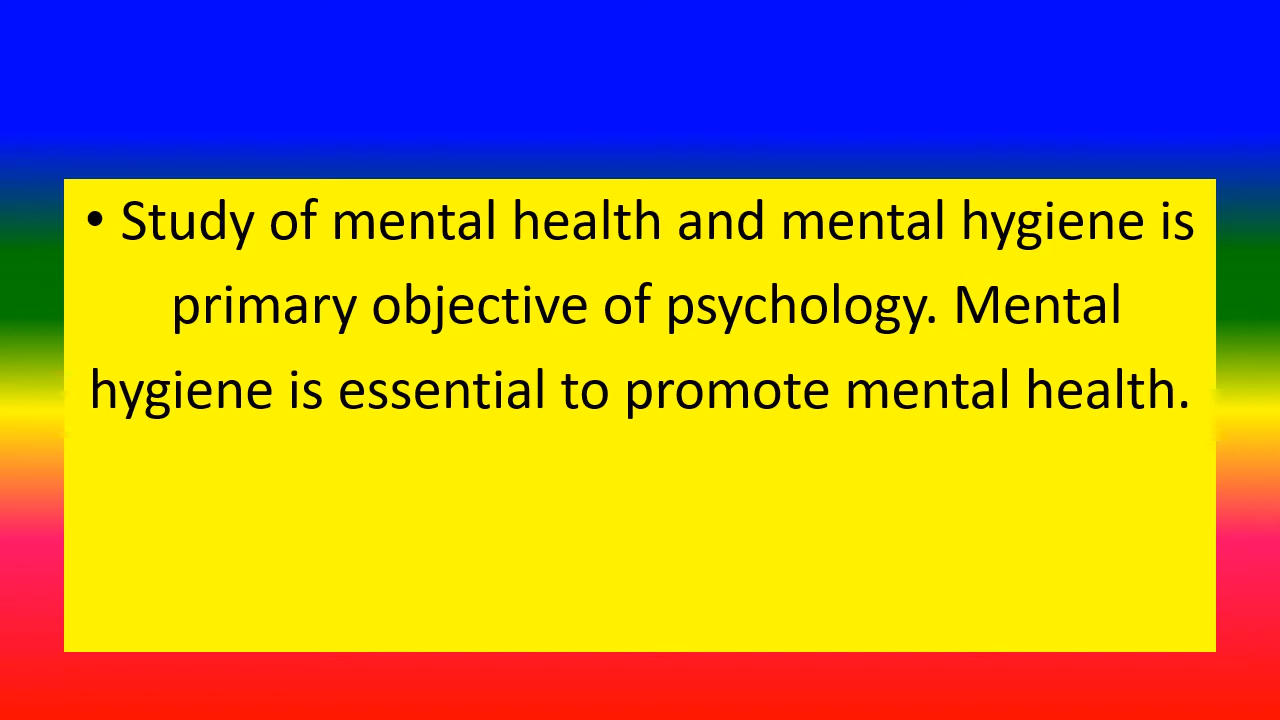 • Study of mental health and mental hygiene is
primary objective of psychology. Mental
hygiene is essential to promote mental health.